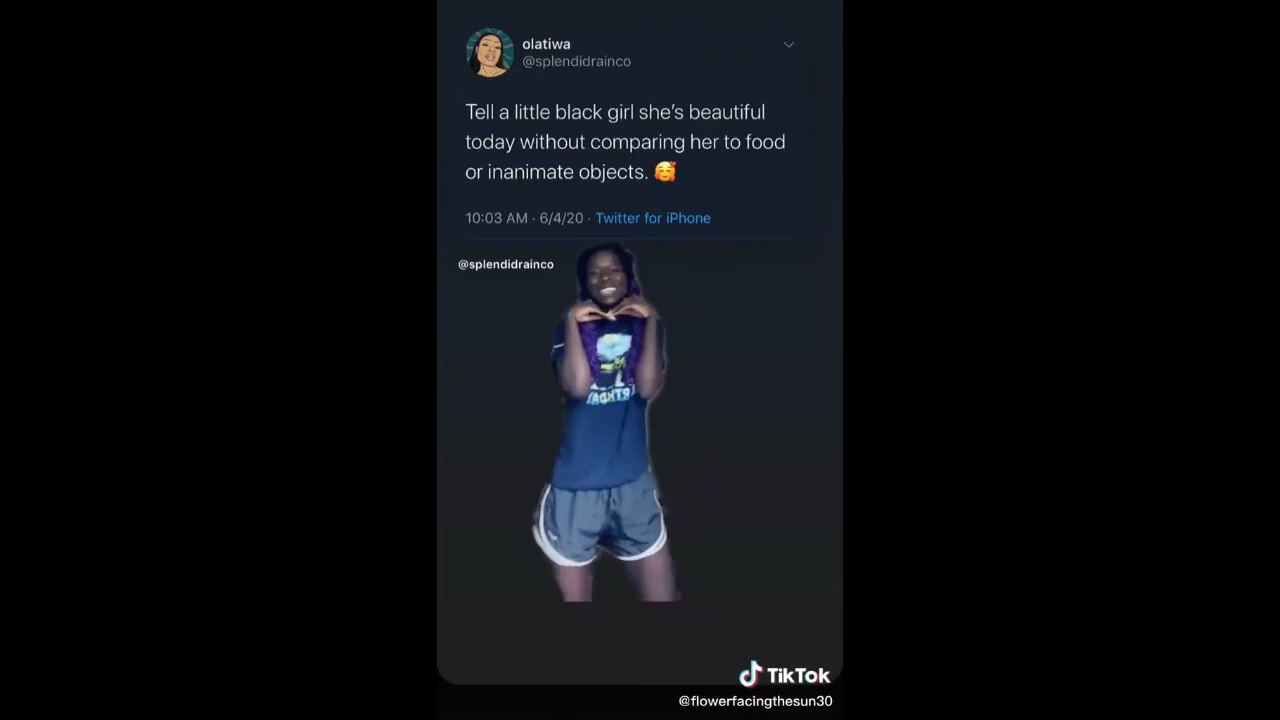 olatiwa
@splendidrainco
Tell a little black girl she’s beautiful
today without comparing her to food
or inanimate objects. 🥰
10:03 AM · 6/4/20 · Twitter for iPhone
@splendidrainco
TikTok
@flowerfacingthesun30